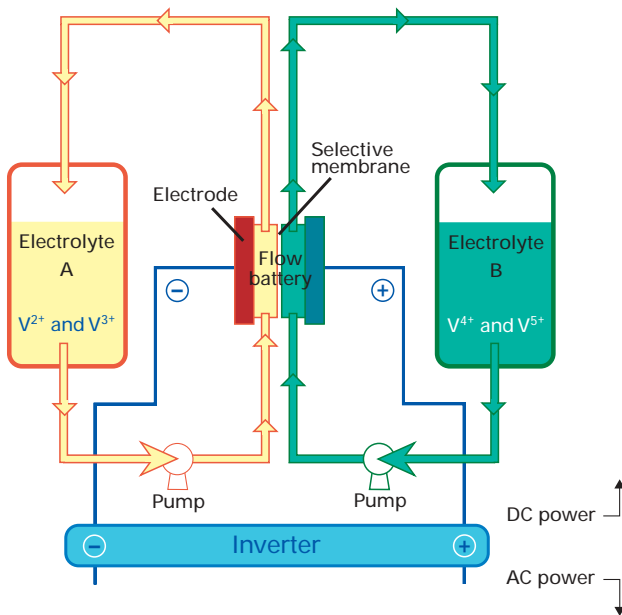 Selective
membrane
Electrode
Electrolyte
A
V2+ and V3+
Flow
battery
Electrolyte
B
V4+ and V5+
−
+
Pump
Pump
DC power
−
Inverter
+
AC power